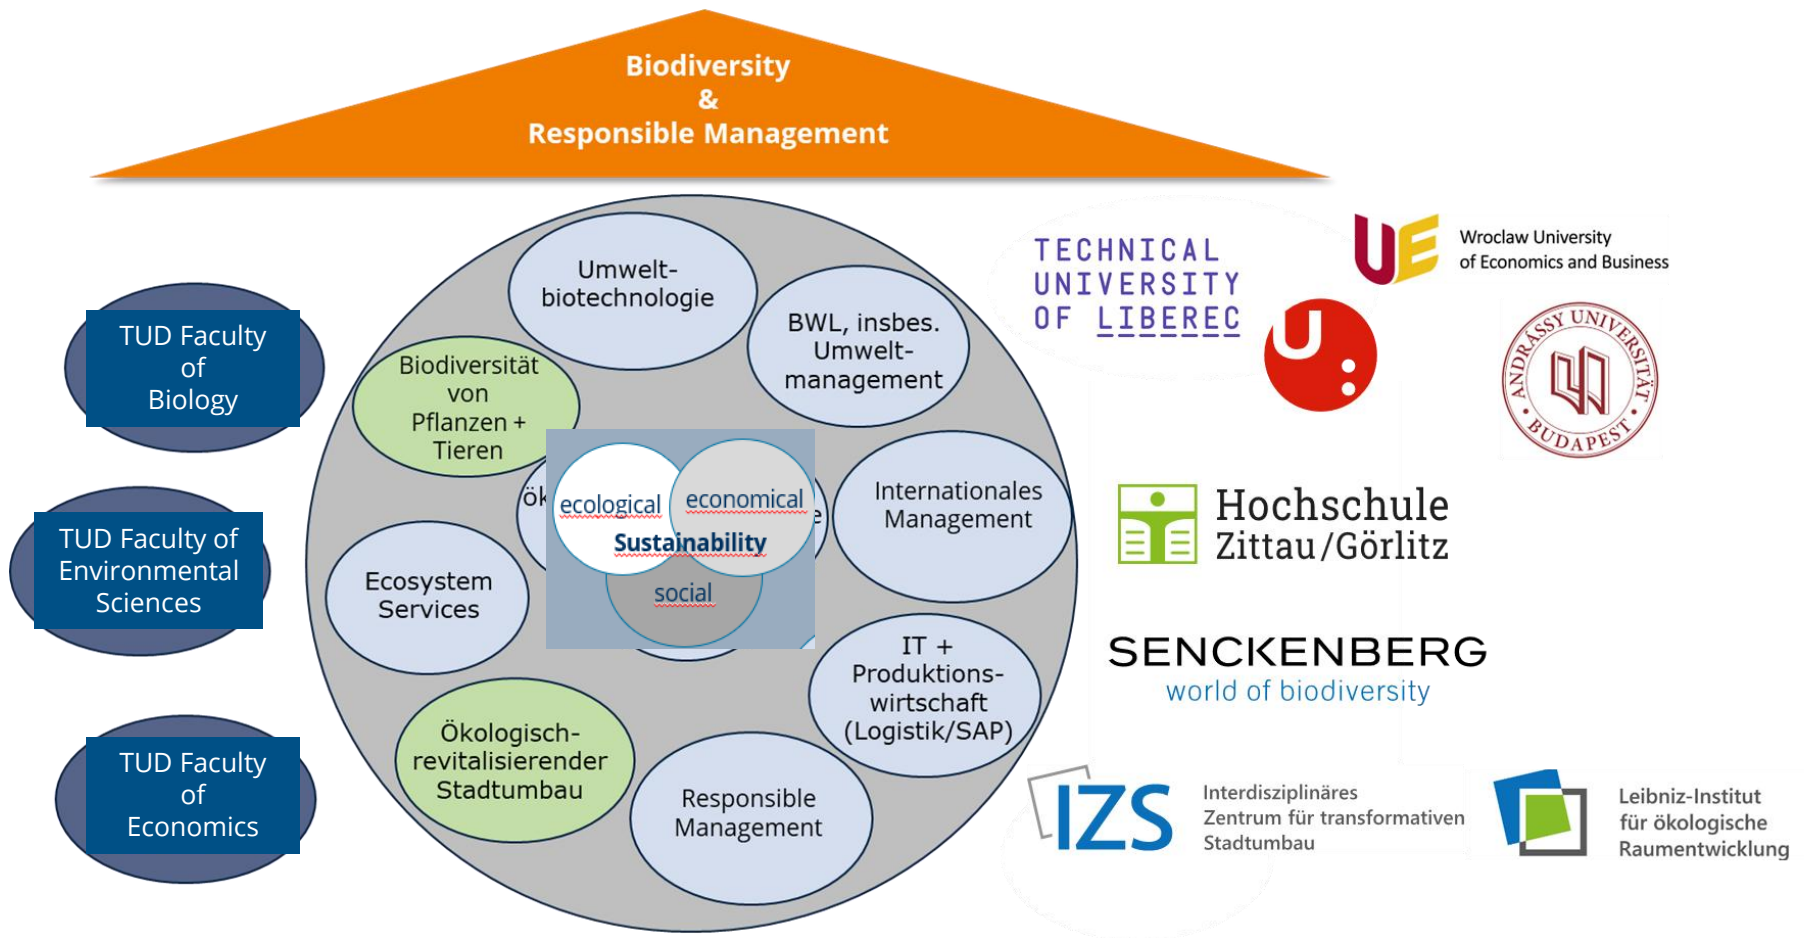 Biodiversity
&
Responsible Management
TUD Faculty
of
Biology
TUD Faculty of
Environmental
Sciences
TUD Faculty
of
Economics
Umwelt-
biotechnologie
BWL, insbes.
Umwelt-
management
Biodiversität
von
Pflanzen +
Tieren
Internationales
Management
ecological
economical
Sustainability
social
Ecosystem
Services
IT +
Produktions-
wirtschaft
(Logistik/SAP)
Ökologisch-
revitalisierender
Stadtumbau
Responsible
Management
TECHNICAL
UNIVERSITY
OF LIBEREC
U:
UE
Wroclaw University
of Economics and Business
ANDRÁSSY UNIVERSITÄT
• BUDAPEST •
Hochschule
Zittau/Görlitz
SENCKENBERG
world of biodiversity
IZS
Interdisziplinäres
Zentrum für transformativen
Stadtumbau
Leibniz-Institut
für ökologische
Raumentwicklung